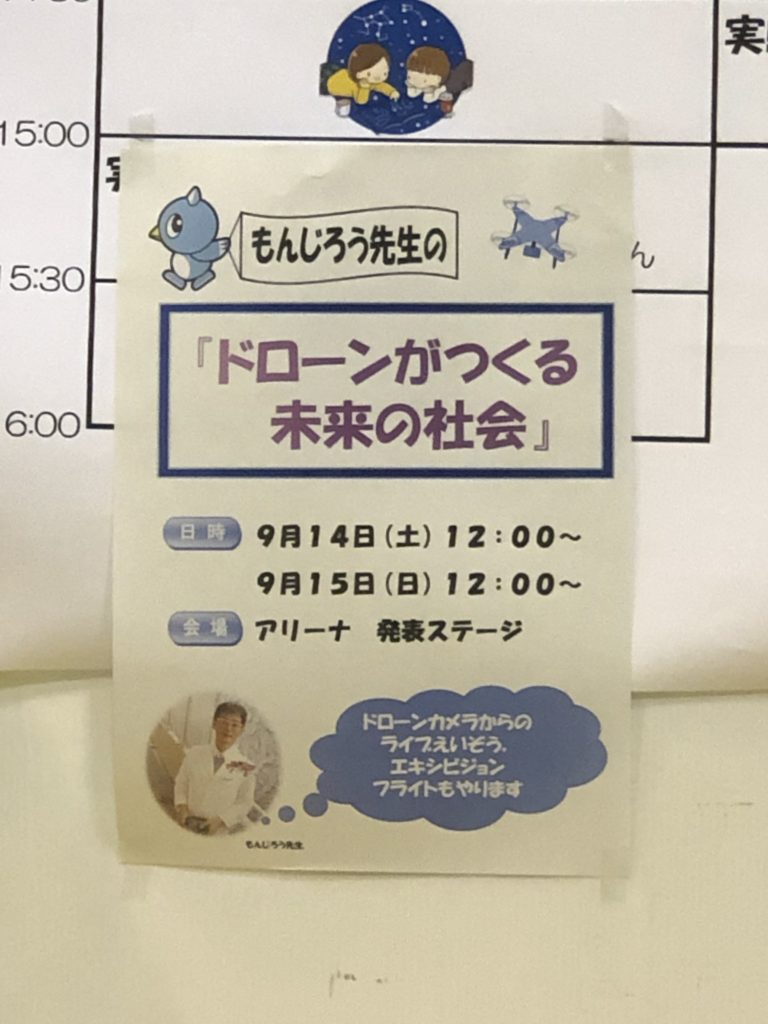 実
15:00
もんじろう先生の
ん
5:30
『ドローンがつくる
未来の社会』
6:00
日時 9月14日(土) 12:00~
9月15日(日) 12:00~
会場 アリーナ 発表ステージ
ドローンカメラからの
ライブえいぞう、
エキシビジョン
フライトもやります
もんじろう先生